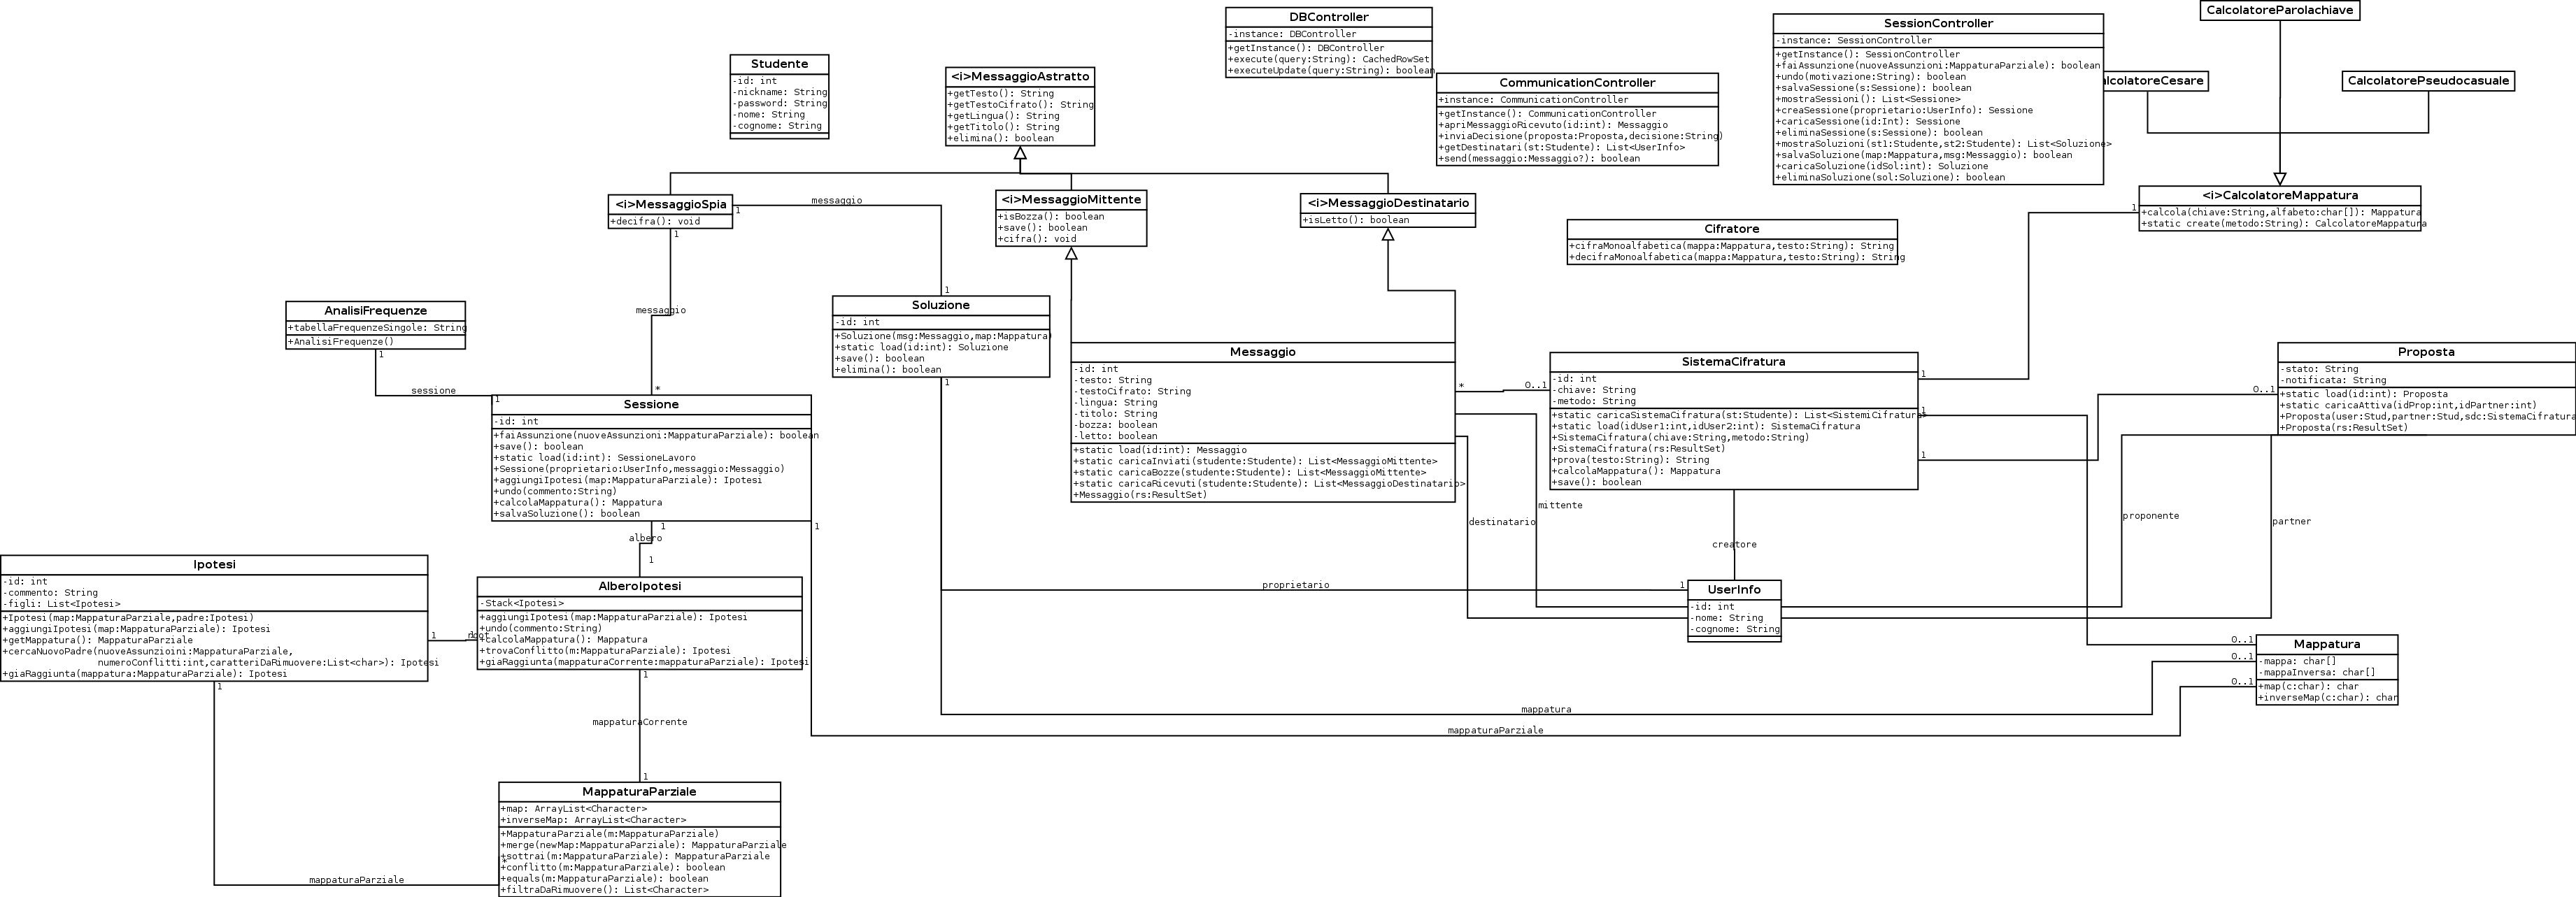 CalcolatoreParolachiave
DBController
-instance: DBController
+getInstance(): DBController
+execute(query:String): CachedRowSet
+executeUpdate(query:String): boolean
SessionController
-instance: SessionController
+getInstance(): SessionController
+faiAssunzione(nuoveAssunzioni:MappaturaParziale): boolean
+undo(motivazione:String): boolean
+salvaSessione(s:Sessione): boolean
+mostraSessioni(): List<Sessione>
+creaSessione(proprietario:UserInfo): Sessione
+caricaSessione(id:Int): Sessione
+eliminaSessione(s:Sessione): boolean
+mostraSoluzioni(st1:Studente,st2:Studente): List<Soluzione>
+salvaSoluzione(map:Mappatura,msg:Messaggio): boolean
+caricaSoluzione(idSol:int): Soluzione
+eliminaSoluzione(sol:Soluzione): boolean
CalcolatorePseudocasuale
Studente
-id: int
-nickname: String
-password: String
-nome: String
-cognome: String
<i>MessaggioAstratto
+getTesto(): String
+getTestoCifrato(): String
+getLingua(): String
+getTitolo(): String
+elimina(): boolean
CommunicationController
+instance: CommunicationController
+getInstance(): CommunicationController
+apriMessaggioRicevuto(id:int): Messaggio
+inviaDecisione(proposta:Proposta,decisione:String)
+getDestinatari(st:Studente): List<UserInfo>
+send(messaggio:Messaggio?): boolean
<i>MessaggioSpia
+decifra(): void
1
1
messaggio
<i>MessaggioMittente
+isBozza(): boolean
+save(): boolean
+cifra(): void
<i>MessaggioDestinatario
+isLetto(): boolean
Cifratore
+cifraMonoalfabetica(mappa:Mappatura,testo:String): String
+decifraMonoalfabetica(mappa:Mappatura,testo:String): String
<i>CalcolatoreMappatura
+calcola(chiave:String,alfabeto:char[]): Mappatura
+static create(metodo:String): CalcolatoreMappatura
1
AnalisiFrequenze
+tabellaFrequenzeSingole: String
+AnalisiFrequenze()
1
sessione
1
messaggio
*
1
Soluzione
-id: int
+Soluzione(msg:Messaggio,map:Mappatura)
+static load(id:int): Soluzione
+save(): boolean
+elimina(): boolean
1
Messaggio
-id: int
-testo: String
-testoCifrato: String
-lingua: String
-titolo: String
-bozza: boolean
-letto: boolean
+static load(id:int): Messaggio
+static caricaInviati(studente:Studente): List<MessaggioMittente>
+static caricaBozze(studente:Studente): List<MessaggioMittente>
+static caricaRicevuti(studente:Studente): List<MessaggioDestinatario>
+Messaggio(rs:ResultSet)
*
0..1
SistemaCifratura
-id: int
-chiave: String
-metodo: String
+static caricaSistemaCifratura(st:Studente): List<SistemiCifratura>
+static load(idUser1:int,idUser2:int): SistemaCifratura
+SistemaCifratura(chiave:String,metodo:String)
+SistemaCifratura(rs:ResultSet)
+prova(testo:String): String
+calcolaMappatura(): Mappatura
+save(): boolean
1
1
1
0..1
Proposta
-stato: String
-notificata: String
+static load(id:int): Proposta
+static caricaAttiva(idProp:int,idPartner:int)
+Proposta(user:Stud,partner:Stud,sdc:SistemaCifratura
+Proposta(rs:ResultSet)
Sessione
-id: int
+faiAssunzione(nuoveAssunzioni:MappaturaParziale): boolean
+save(): boolean
+static load(id:int): SessioneLavoro
+Sessione(proprietario:UserInfo,messaggio:Messaggio)
+aggiungiIpotesi(map:MappaturaParziale): Ipotesi
+undo(commento:String)
+calcolaMappatura(): Mappatura
+salvaSoluzione(): boolean
1
1
albero
1
destinatario
mittente
creatore
proponente
partner
Ipotesi
-id: int
-commento: String
-figli: List<Ipotesi>
+Ipotesi(map:MappaturaParziale,padre:Ipotesi)
+aggiungiIpotesi(map:MappaturaParziale): Ipotesi
+getMappatura(): MappaturaParziale
+cercaNuovoPadre(nuoveAssunzioini:MappaturaParziale,
numeroConflitti:int,caratteriDaRimuovere:List<char>): Ipotesi
+giaRaggiunta(mappatura:MappaturaParziale): Ipotesi
1
1
AlberoIpotesi
-Stack<Ipotesi>
+aggiungiIpotesi(map:MappaturaParziale): Ipotesi
+undo(commento:String)
+calcolaMappatura(): Mappatura
+trovaConflitto(m:MappaturaParziale): Ipotesi
+giaRaggiunta(mappaturaCorrente:mappaturaParziale): Ipotesi
1
proprietario
1
UserInfo
-id: int
-nome: String
-cognome: String
0..1
0..1
0..1
Mappatura
-mappa: char[]
-mappaInversa: char[]
+map(c:char): char
+inverseMap(c:char): char
mappaturaCorrente
1
mappatura
mappaturaParziale
MappaturaParziale
+map: ArrayList<Character>
+inverseMap: ArrayList<Character>
+MappaturaParziale(m:MappaturaParziale)
+merge(newMap:MappaturaParziale): MappaturaParziale
+sottrai(m:MappaturaParziale): MappaturaParziale
+conflitto(m:MappaturaParziale): boolean
+equals(m:MappaturaParziale): boolean
+filtraDaRimuovere(): List<Character>
*
mappaturaParziale